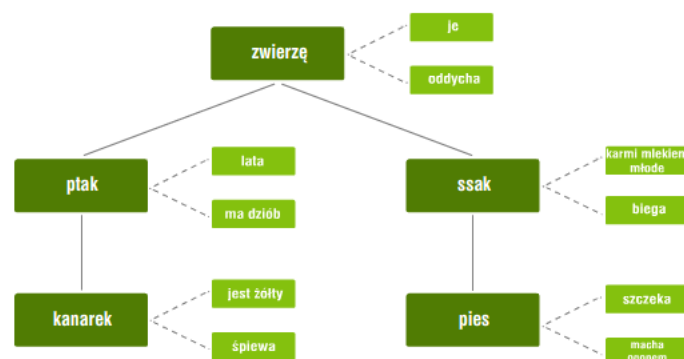 je
zwierzę
oddycha
lata
karmi mlekiem
młode
ptak
ssak
ma dziób
biega
jest żółty
szczeka
kanarek
pies
śpiewa
macha
ogonem